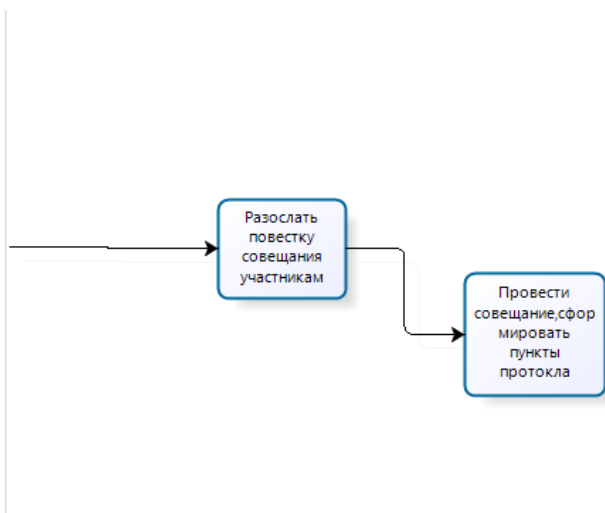 Разослать
повестку
совещания
участникам
Провести
совещание,сфор
мировать
пункты
протокла